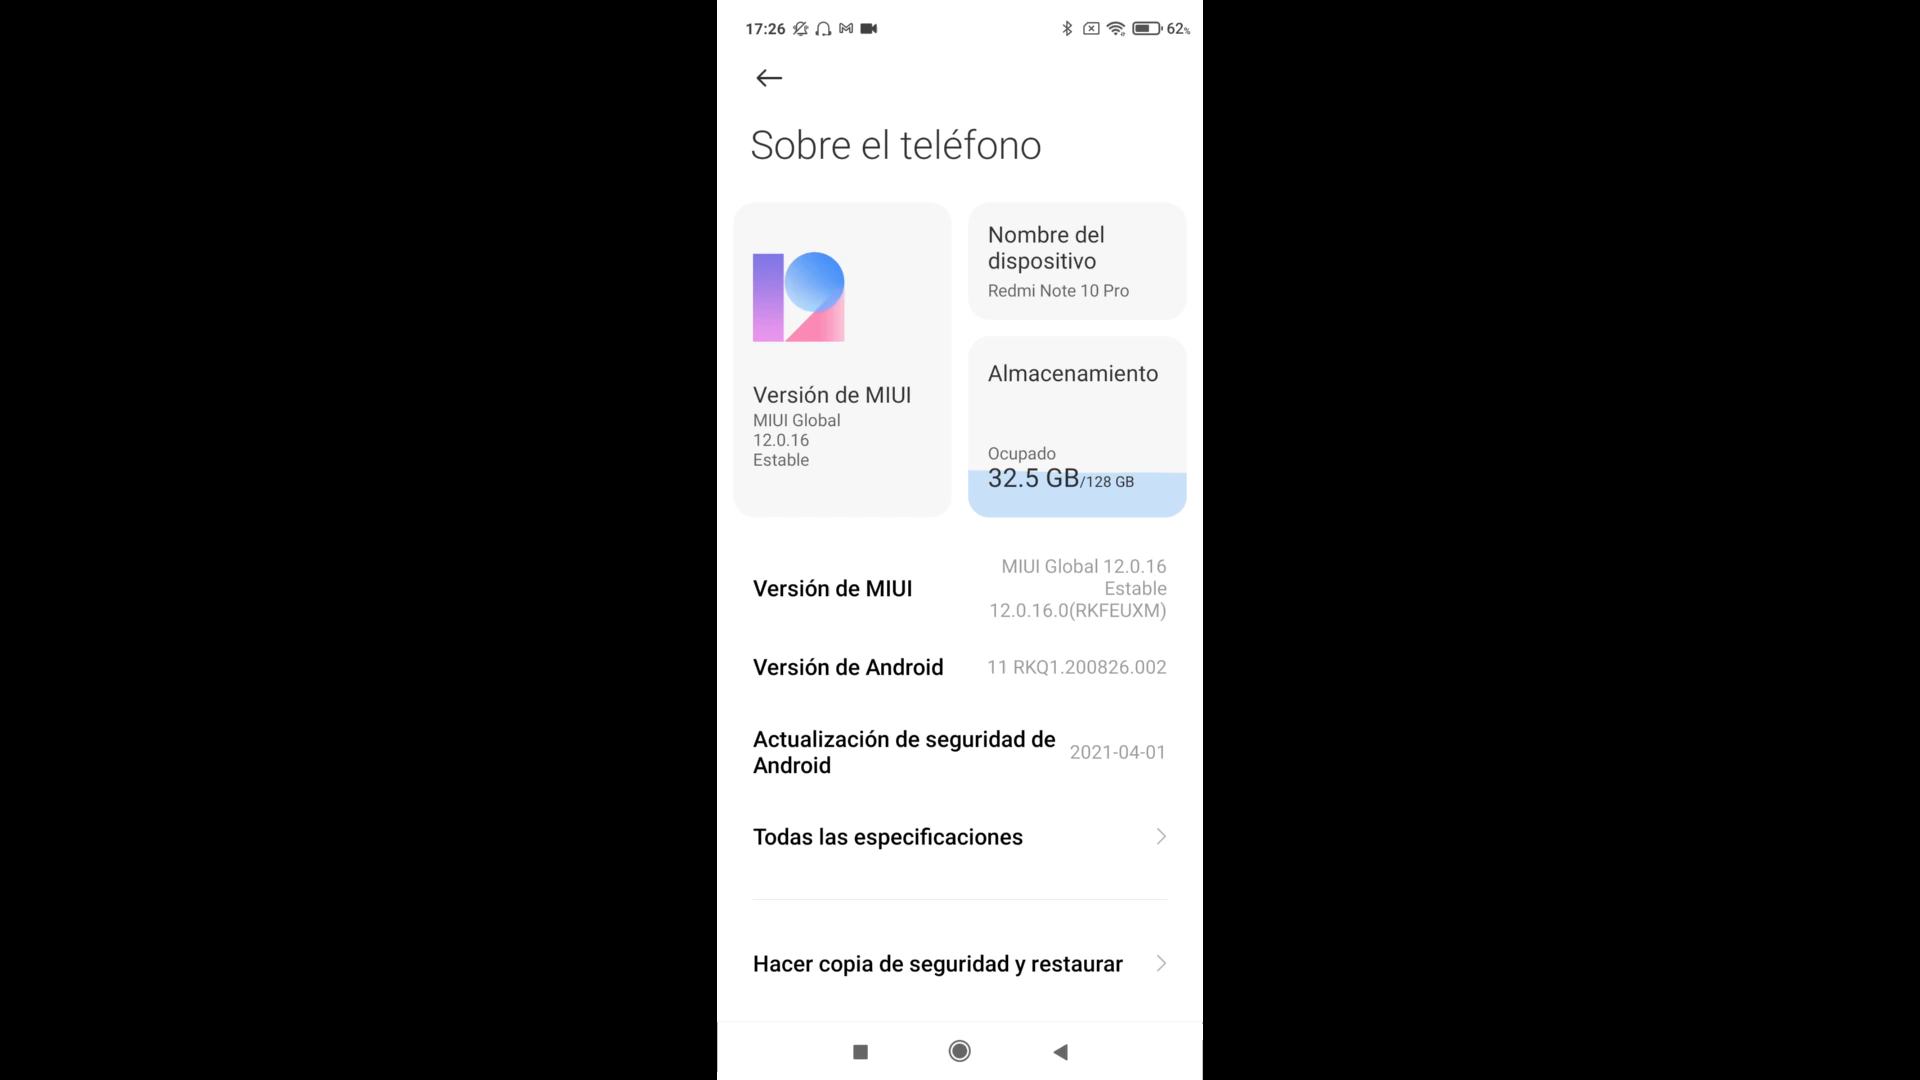 17:26
62%
Sobre el teléfono
Versión de MIUI
MIUI Global
12.0.16
Estable
Nombre del
dispositivo
Redmi Note 10 Pro
Almacenamiento
Ocupado
32.5 GB/128 GB
Versión de MIUI
MIUI Global 12.0.16
Estable
12.0.16.0(RKFEUXM)
Versión de Android
11 RKQ1.200826.002
Actualización de seguridad de
Android
2021-04-01
Todas las especificaciones
Hacer copia de seguridad y restaurar